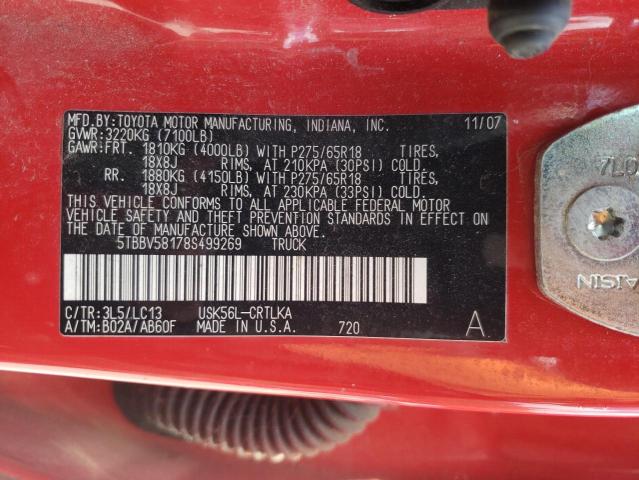 MFD.BY:TOYOTA MOTOR MANUFACTURING, INDIANA, INC. 11/07
GVWR:3220KG (7100LB)
GAWR:FRT. 1810KG (4000LB) WITH P275/65R18 TIRES,
18X8J RIMS, AT 210KPA (30PSI) COLD.
RR. 1880KG (4150LB) WITH P275/65R18 TIRES,
18X8J RIMS, AT 230KPA (33PSI) COLD.
THIS VEHICLE CONFORMS TO ALL APPLICABLE FEDERAL MOTOR
VEHICLE SAFETY AND THEFT PREVENTION STANDARDS IN EFFECT ON
THE DATE OF MANUFACTURE SHOWN ABOVE.
5TBBV58178S499269 TRUCK
C/TR:3L5/LC13 USK56L-CRTLKA
A/TM:B02A/AB60F MADE IN U.S.A. 720 A
7L0
AISIN